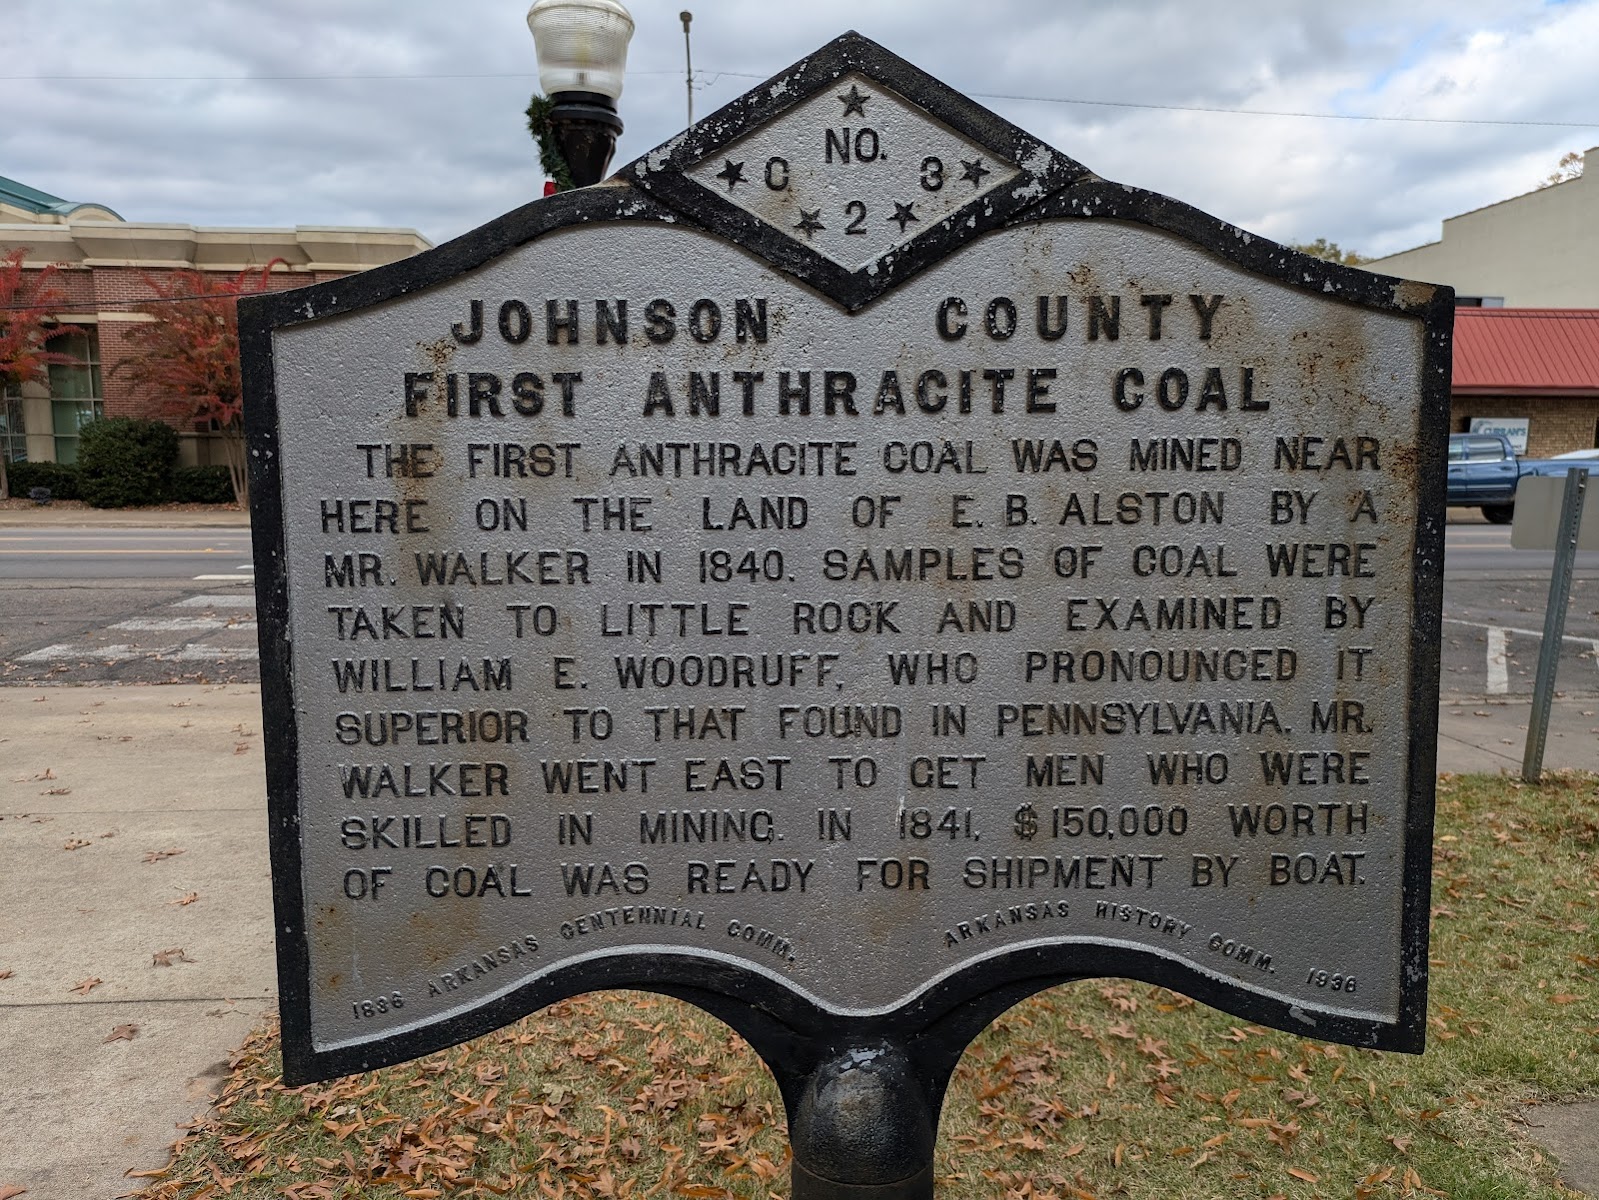 NO.
C 3
2
JOHNSON COUNTY
FIRST ANTHRACITE COAL
THE FIRST ANTHRACITE COAL WAS MINED NEAR
HERE ON THE LAND OF E. B. ALSTON BY A
MR. WALKER IN 1840. SAMPLES OF COAL WERE
TAKEN TO LITTLE ROCK AND EXAMINED BY
WILLIAM E. WOODRUFF, WHO PRONOUNCED IT
SUPERIOR TO THAT FOUND IN PENNSYLVANIA. MR.
WALKER WENT EAST TO GET MEN WHO WERE
SKILLED IN MINING. IN 1841, $150,000 WORTH
OF COAL WAS READY FOR SHIPMENT BY BOAT.
1836 ARKANSAS CENTENNIAL COMM.
ARKANSAS HISTORY COMM. 1936